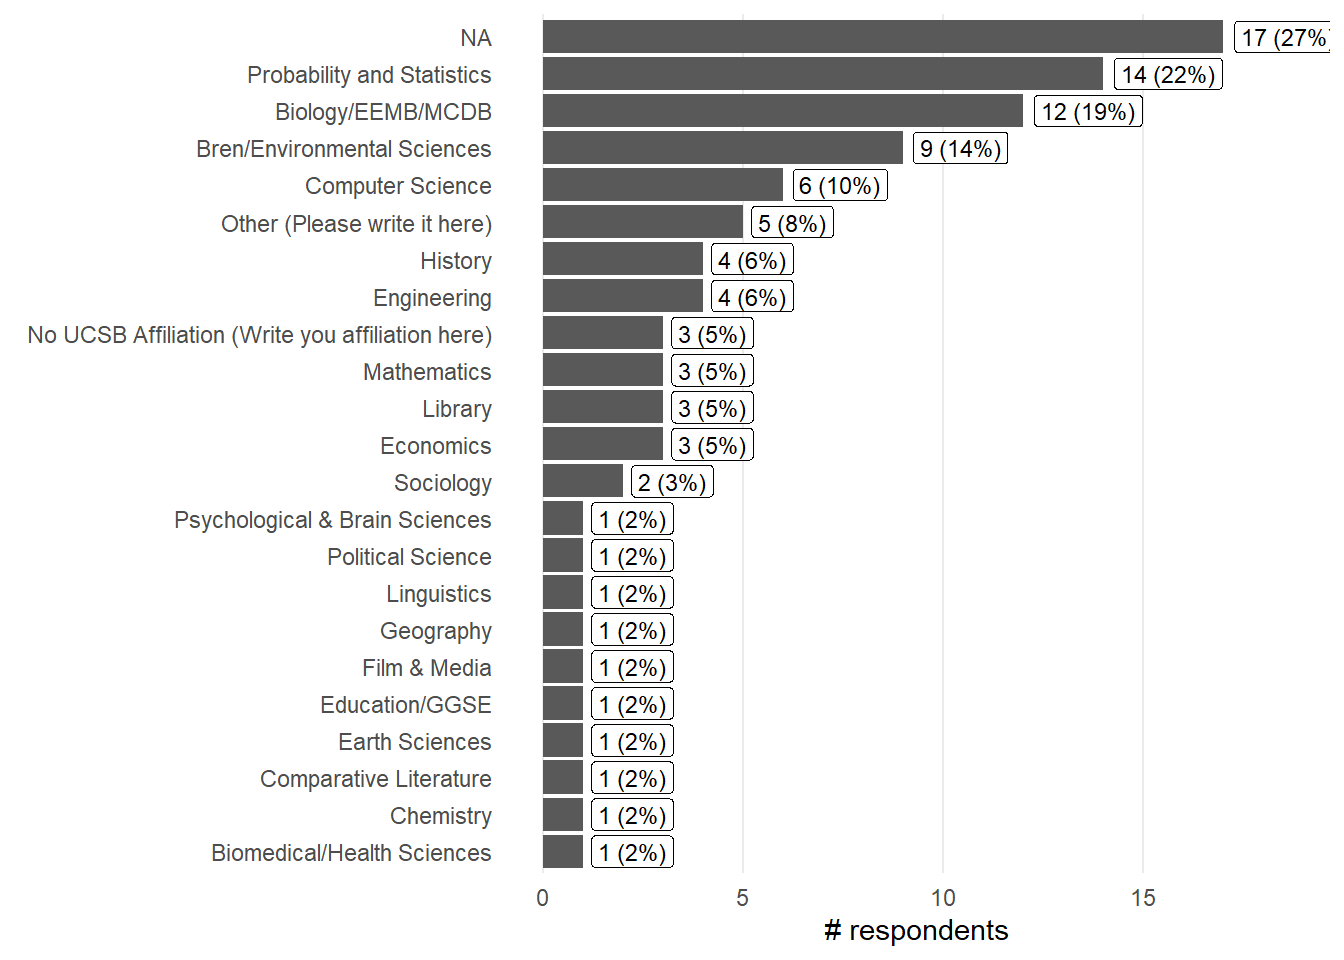 NA 17 (27%)
Probability and Statistics 14 (22%)
Biology/EEMB/MCDB 12 (19%)
Bren/Environmental Sciences 9 (14%)
Computer Science 6 (10%)
Other (Please write it here) 5 (8%)
History 4 (6%)
Engineering 4 (6%)
No UCSB Affiliation (Write you affiliation here) 3 (5%)
Mathematics 3 (5%)
Library 3 (5%)
Economics 3 (5%)
Sociology 2 (3%)
Psychological & Brain Sciences 1 (2%)
Political Science 1 (2%)
Linguistics 1 (2%)
Geography 1 (2%)
Film & Media 1 (2%)
Education/GGSE 1 (2%)
Earth Sciences 1 (2%)
Comparative Literature 1 (2%)
Chemistry 1 (2%)
Biomedical/Health Sciences 1 (2%)
0 5 10 15
# respondents